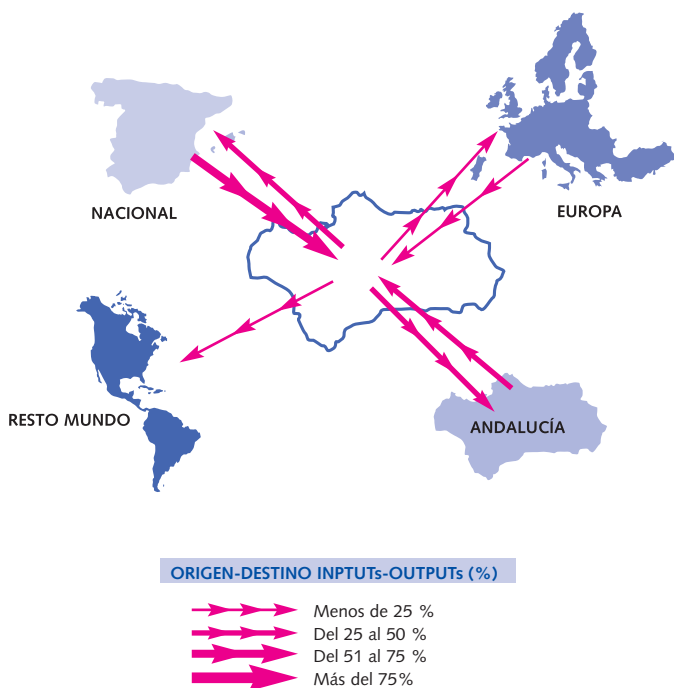 NACIONAL
EUROPA
RESTO MUNDO
ANDALUCÍA
ORIGEN-DESTINO INPTUTs-OUTPUTs (%)
Menos de 25 %
Del 25 al 50 %
Del 51 al 75 %
Más del 75%